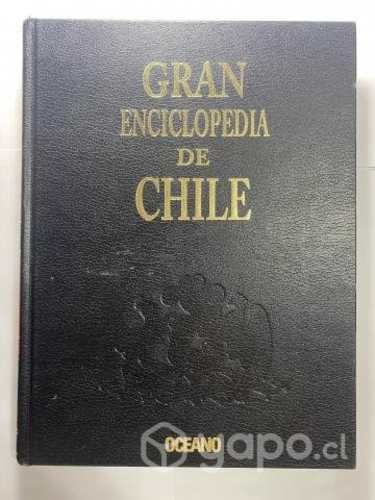 GRAN
ENCICLOPEDIA
DE
CHILE
OCEANO
yapo.cl